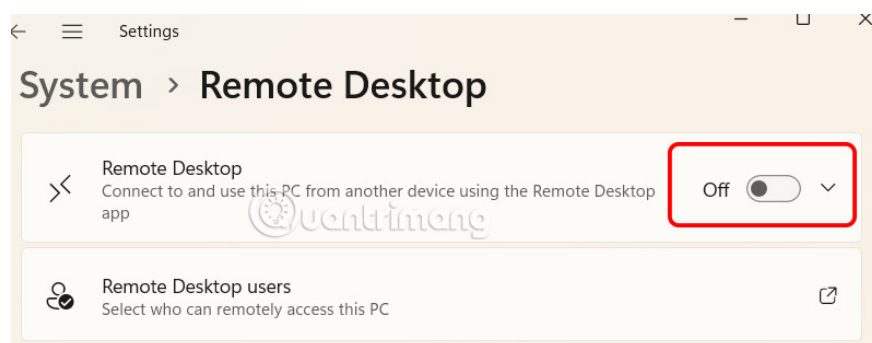 Settings
System > Remote Desktop
Remote Desktop
Connect to and use this PC from another device using the Remote Desktop
app
Off
Quantrimang
Remote Desktop users
Select who can remotely access this PC